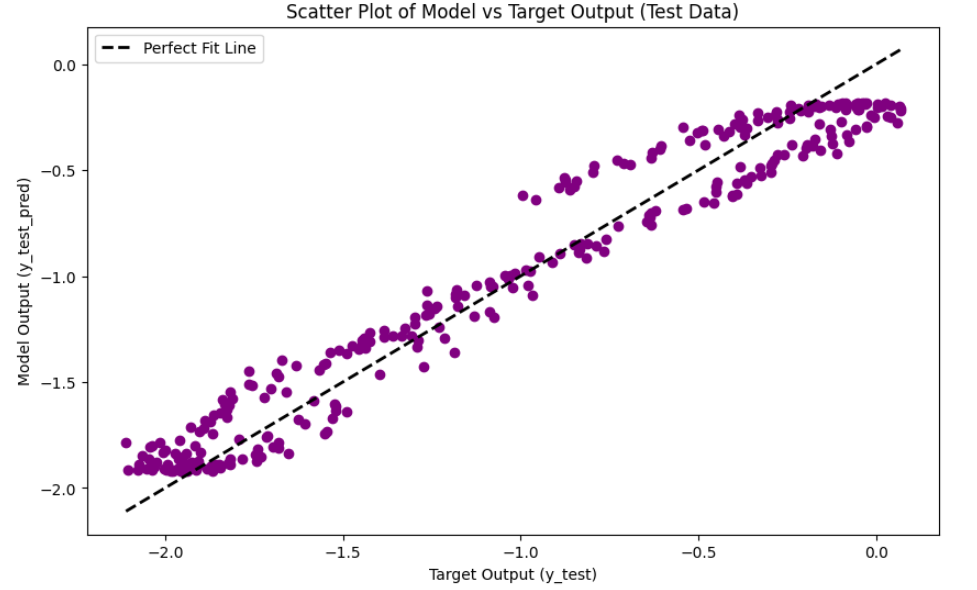 Scatter Plot of Model vs Target Output (Test Data)
Perfect Fit Line
0.0
−0.5
−1.0
−1.5
−2.0
Model Output (y_test_pred)
−2.0 −1.5 −1.0 −0.5 0.0
Target Output (y_test)